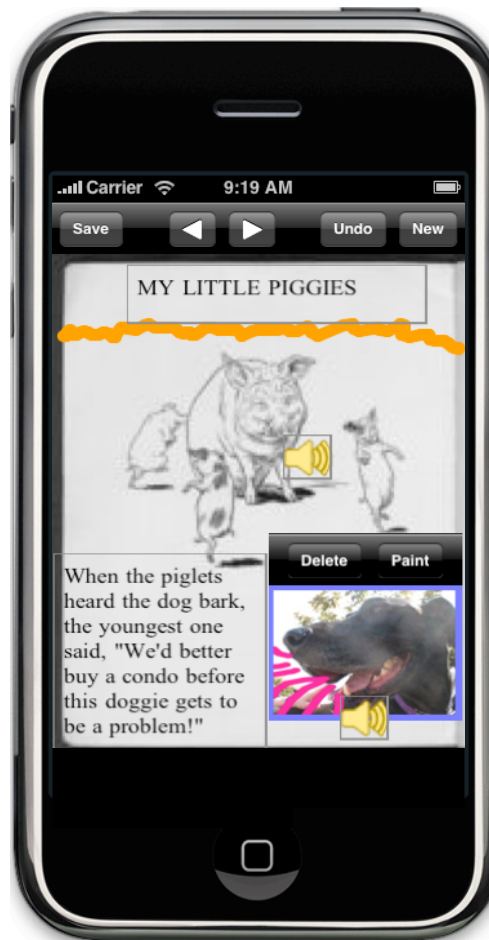 Carrier 9:19 AM
Save Undo New
MY LITTLE PIGGIES
Delete Paint
When the piglets
heard the dog bark,
the youngest one
said, "We'd better
buy a condo before
this doggie gets to
be a problem!"